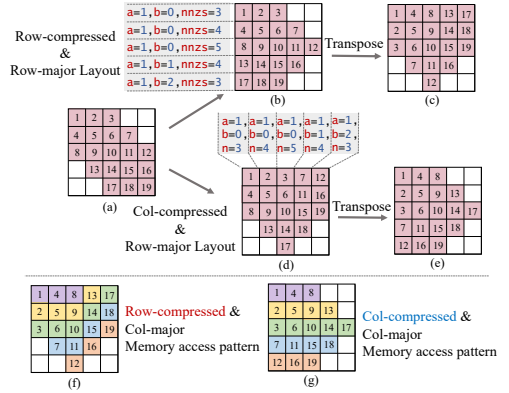 Row-compressed
&
Row-major Layout
a=1,b=0,nnzs=3
a=1,b=0,nnzs=4
a=1,b=0,nnzs=5
a=1,b=1,nnzs=4
a=1,b=2,nnzs=3
1 2 3
4 5 6 7
8 9 10 11 12
13 14 15 16
17 18 19
(b)
Transpose
1 4 8 13 17
2 5 9 14 18
3 6 10 15 19
7 11 16
12
(c)
1 2 3
4 5 6 7
8 9 10 11 12
13 14 15 16
17 18 19
(a)
a=1, a=1, a=1, a=1, a=1,
b=0, b=0, b=0, b=1, b=2,
n=3 n=4 n=5 n=4 n=3
Col-compressed
&
Row-major Layout
1 2 3 7 12
4 5 6 11 16
8 9 10 15 19
13 14 18
17
(d)
Transpose
1 4 8
2 5 9 13
3 6 10 14 17
7 11 15 18
12 16 19
(e)
1 4 8 13 17
2 5 9 14 18
3 6 10 15 19
7 11 16
12
(f)
Row-compressed &
Col-major
Memory access pattern
1 4 8
2 5 9 13
3 6 10 14 17
7 11 15 18
12 16 19
(g)
Col-compressed &
Col-major
Memory access pattern